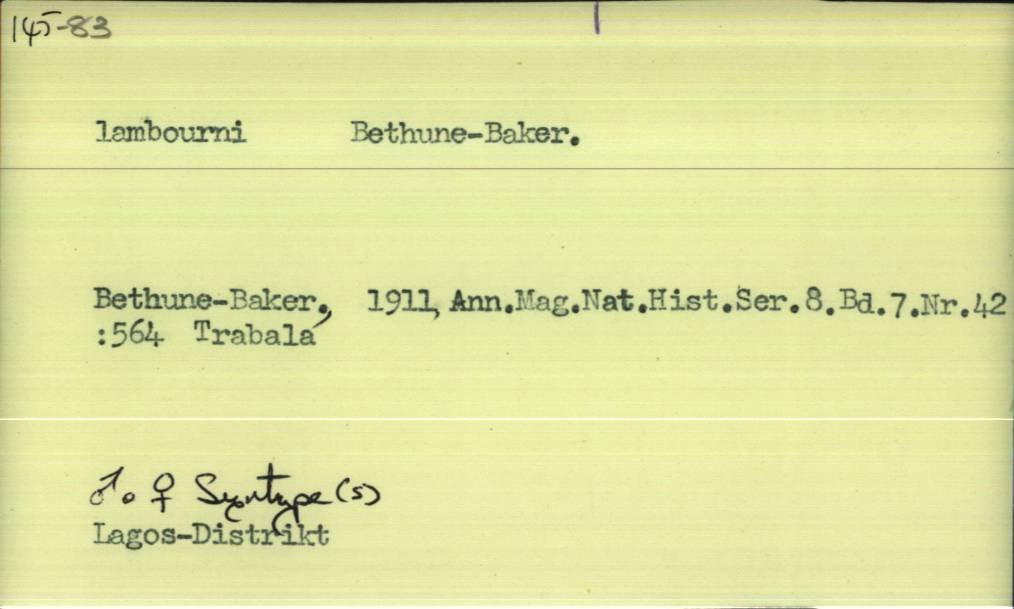 145-83
lambourni Bethune-Baker.
Bethune-Baker., 1911, Ann.Mag.Nat.Hist.Ser.8.Bd.7.Nr.42
:564 Trabala
♂. ♀ Syntype(s)
Lagos-Distrikt